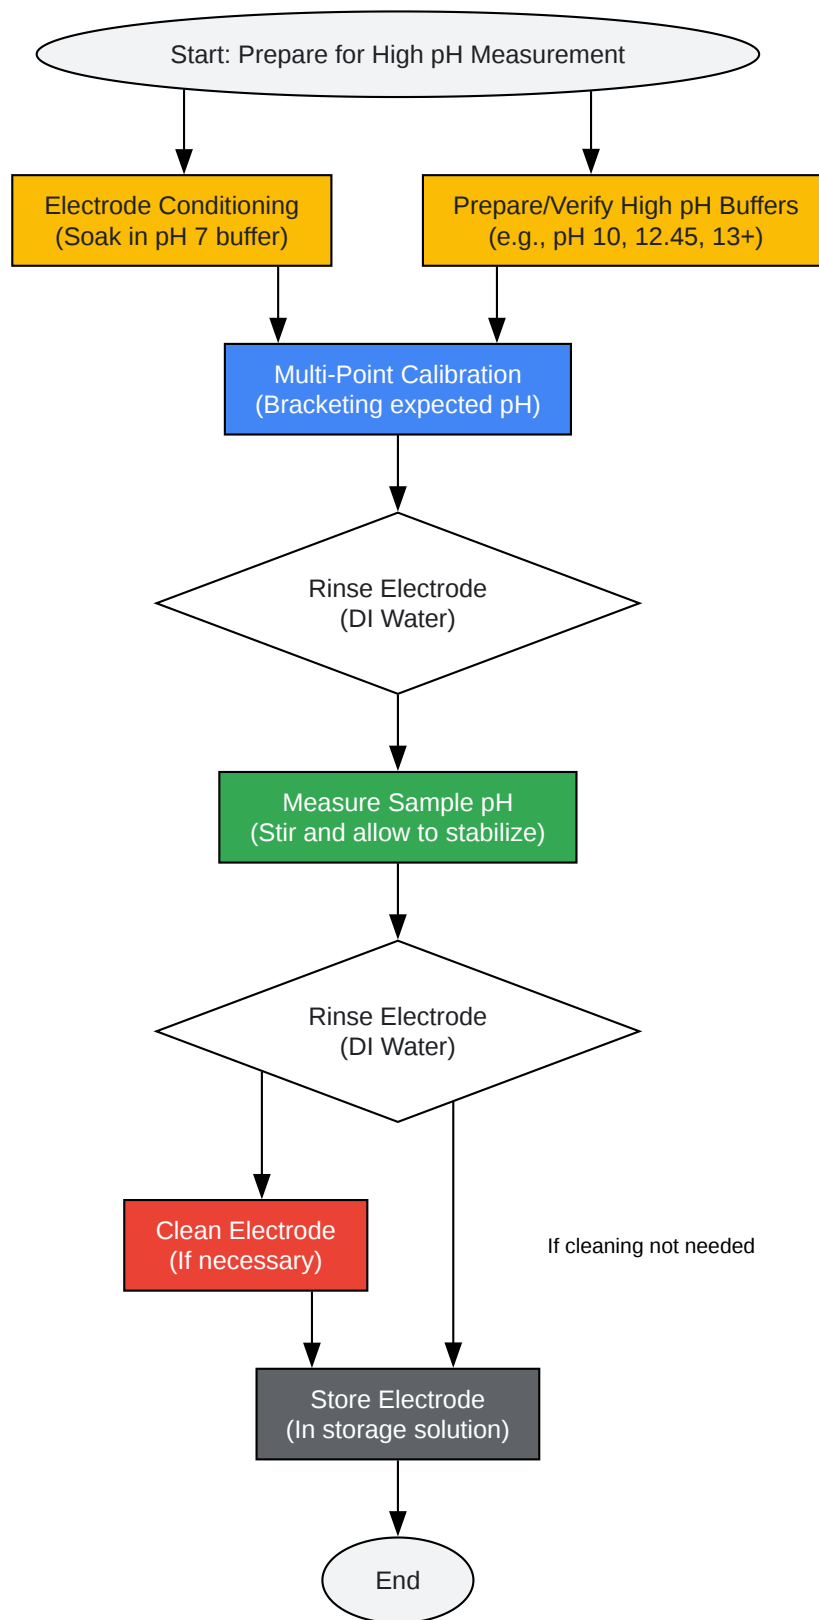 Start: Prepare for High pH Measurement
Electrode Conditioning
(Soak in pH 7 buffer)
Prepare/Verify High pH Buffers
(e.g., pH 10, 12.45, 13+)
Multi-Point Calibration
(Bracketing expected pH)
Rinse Electrode
(DI Water)
Measure Sample pH
(Stir and allow to stabilize)
Rinse Electrode
(DI Water)
Clean Electrode
(If necessary)
If cleaning not needed
Store Electrode
(In storage solution)
End